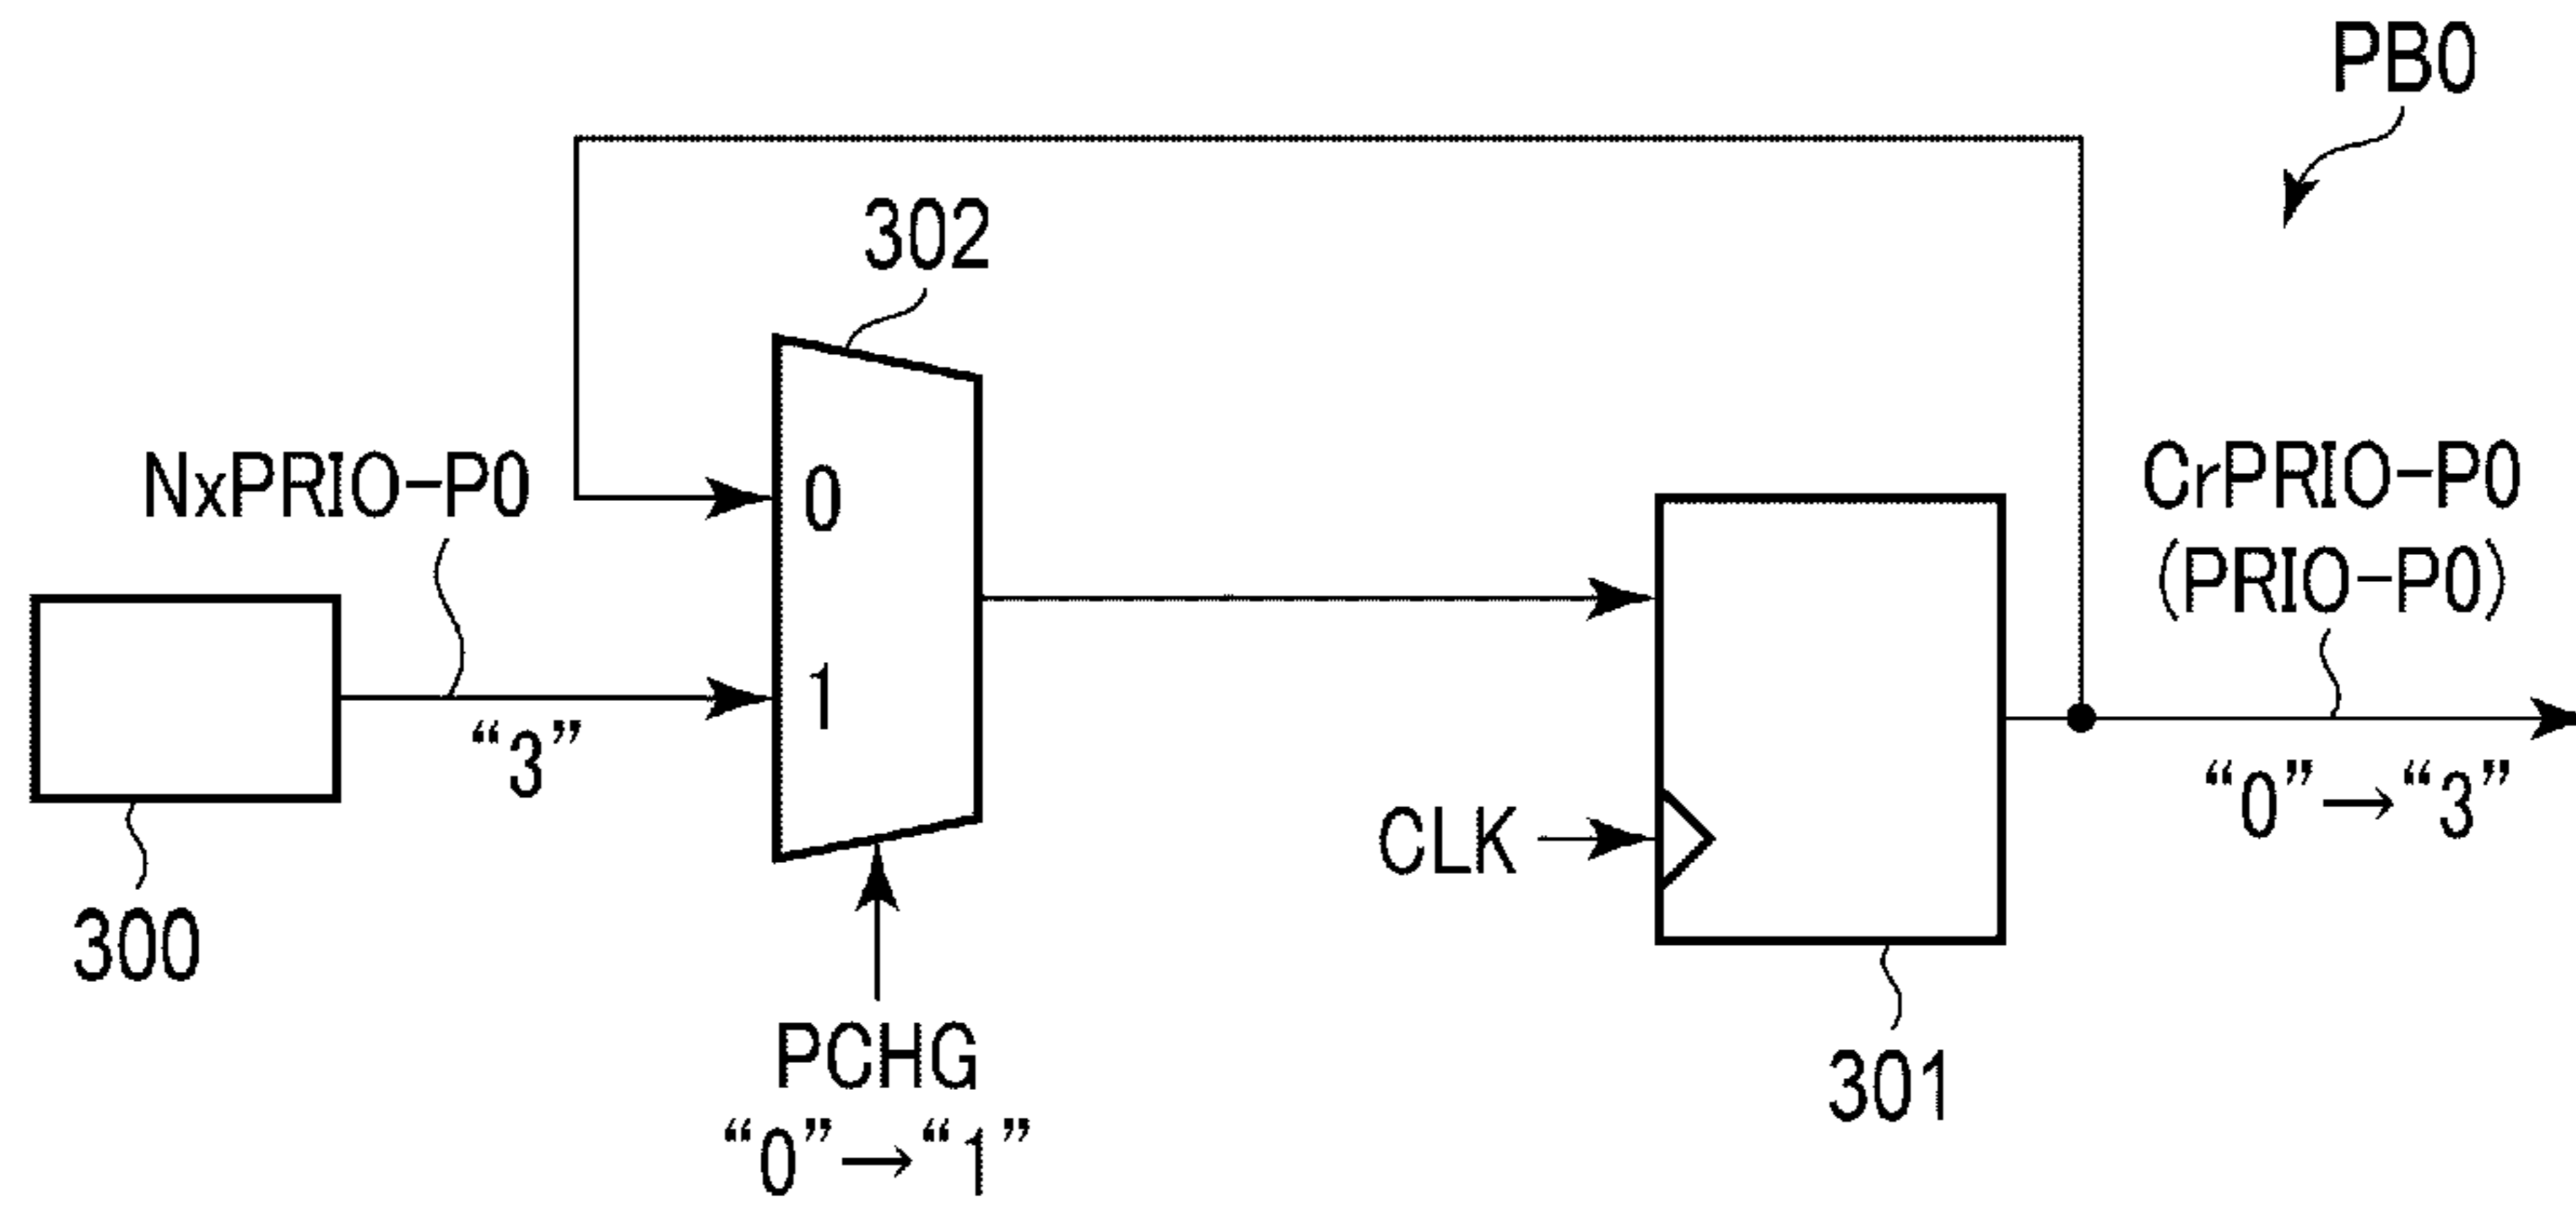 PB0
302
NxPRIO-P0
0
CrPRIO-P0
(PRIO-P0)
1
“3”
“0”→“3”
CLK
300
PCHG
“0”→“1”
301